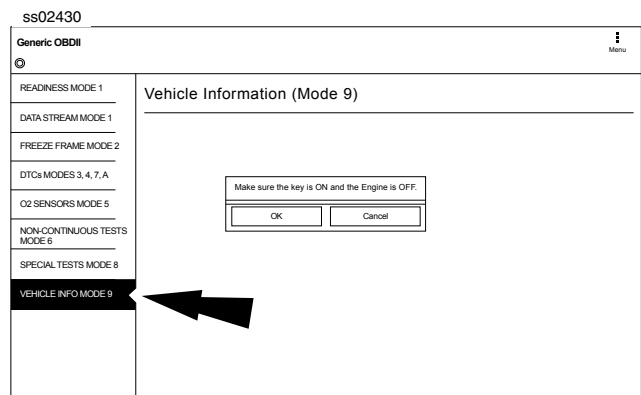 ss02430
Generic OBDII
Menu
READINESS MODE 1
DATA STREAM MODE 1
FREEZE FRAME MODE 2
DTCs MODES 3, 4, 7, A
O2 SENSORS MODE 5
NON-CONTINUOUS TESTS
MODE 6
SPECIAL TESTS MODE 8
VEHICLE INFO MODE 9
Vehicle Information (Mode 9)
Make sure the key is ON and the Engine is OFF.
OK
Cancel